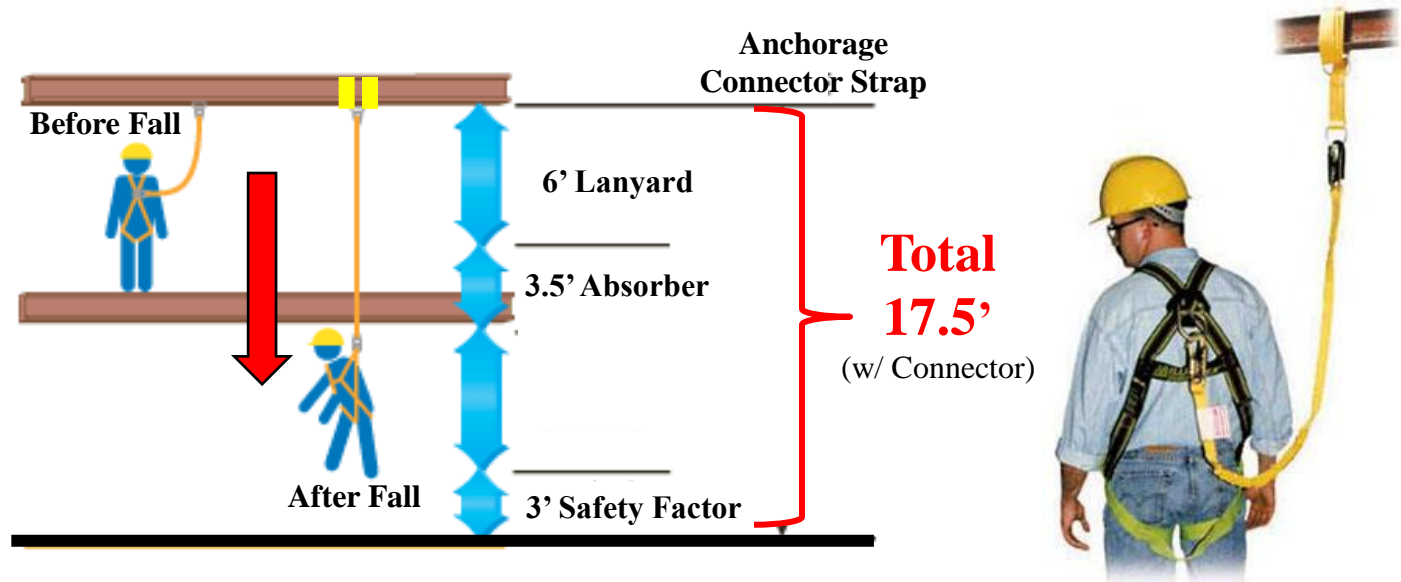 Anchorage
Connector Strap
Before Fall
6’ Lanyard
3.5’ Absorber
Total
17.5’
(w/ Connector)
After Fall
3’ Safety Factor